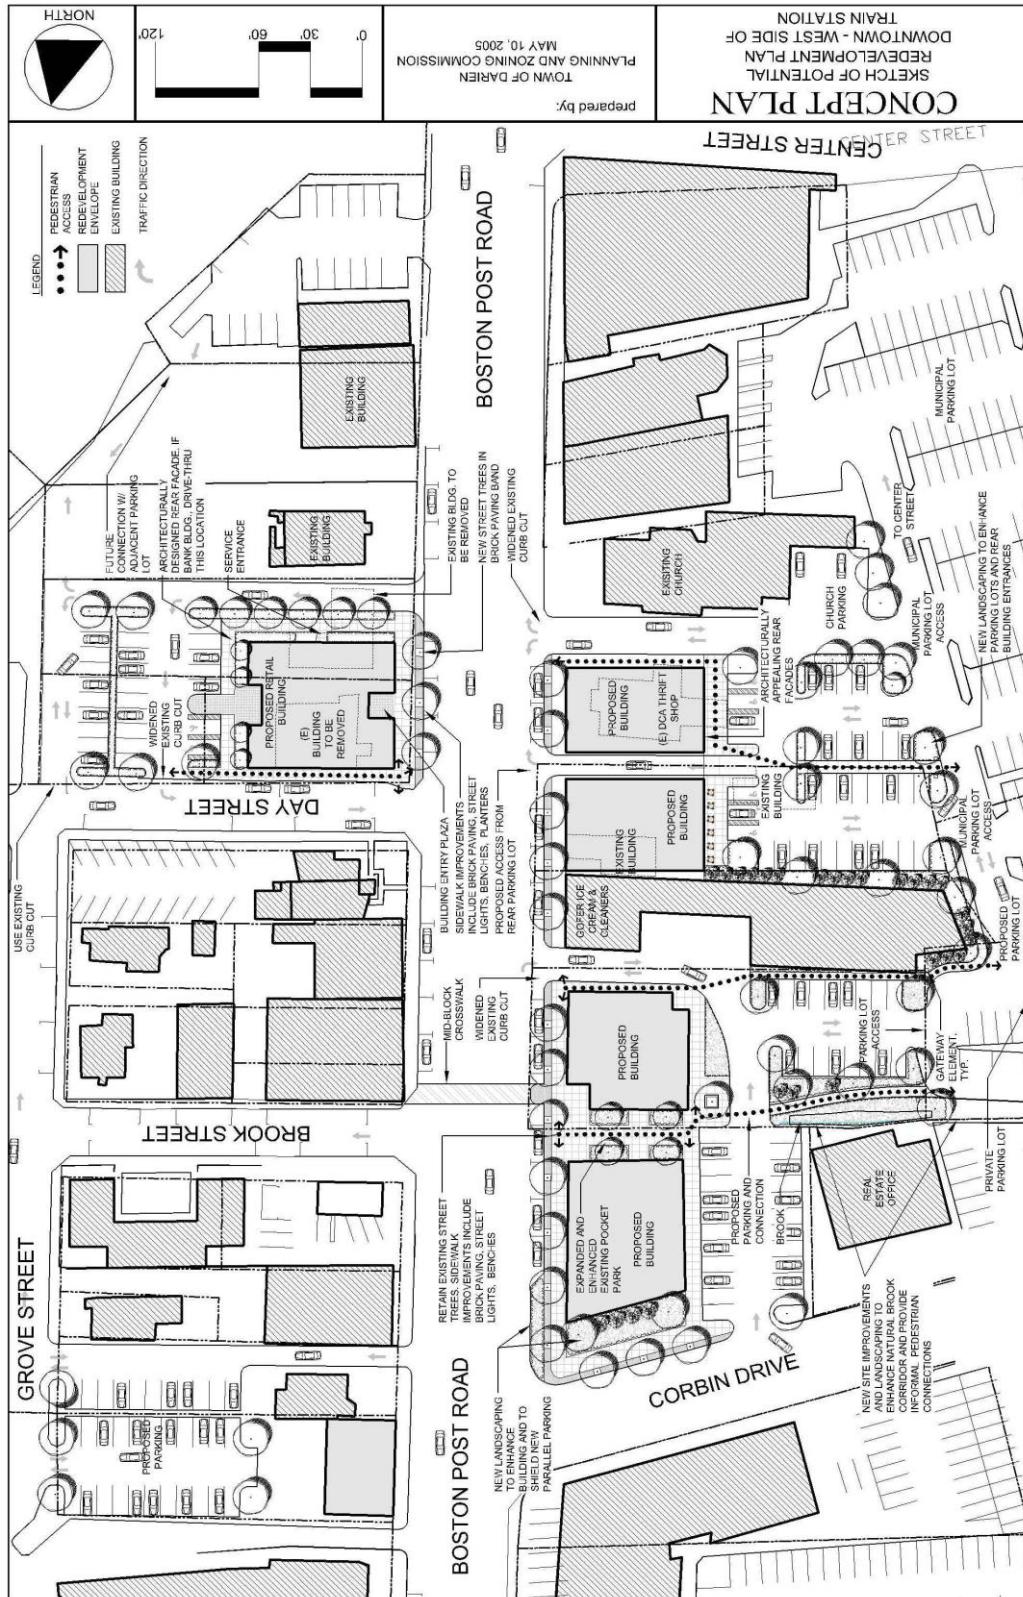 NORTH
120'
60'
30'
0'
prepared by:
TOWN OF DARIEN
PLANNING AND ZONING COMMISSION
MAY 10, 2005
CONCEPT PLAN
SKETCH OF POTENTIAL
REDEVELOPMENT PLAN
DOWNTOWN - WEST SIDE OF
TRAIN STATION
LEGEND
PEDESTRIAN
ACCESS
REDEVELOPMENT
ENVELOPE
EXISTING BUILDING
TRAFFIC DIRECTION
CENTER STREET
CENTER STREET
BOSTON POST ROAD
EXISTING
BUILDING
MUNICIPAL
PARKING LOT
FUTURE
CONNECTION W/
ADJACENT PARKING
LOT
ARCHITECTURALLY
DESIGNED REAR FACADE. IF
BANK BLDG., DRIVE-THRU
THIS LOCATION
SERVICE
ENTRANCE
EXISTING
BUILDING
EXISTING BLDG. TO
BE REMOVED
NEW STREET TREES IN
BRICK PAVING BAND
WIDENED EXISTING
CURB CUT
EXISITING
CHURCH
CHURCH
PARKING
TO CENTER
STREET
MUNICIPAL
PARKING LOT
ACCESS
NEW LANDSCAPING TO ENHANCE
PARKING LOTS AND REAR
BUILDING ENTRANCES
WIDENED
EXISTING
CURB CUT
PROPOSED RETAIL
BUILDING
(E)
BUILDING
TO BE
REMOVED
PROPOSED
BUILDING
(E) DCA THRIFT
SHOP
ARCHITECTURALLY
APPEALING REAR
FACADES
DAY STREET
USE EXISTING
CURB CUT
BUILDING ENTRY PLAZA
SIDEWALK IMPROVEMENTS
INCLUDE BRICK PAVING, STREET
LIGHTS, BENCHES, PLANTERS
PROPOSED ACCESS FROM
REAR PARKING LOT
EXISTING
BUILDING
PROPOSED
BUILDING
EXISTING
BUILDING
MUNICIPAL
PARKING LOT
ACCESS
GOFER ICE
CREAM &
CLEANERS
PROPOSED
PARKING LOT
MID-BLOCK
CROSSWALK
WIDENED
EXISTING
CURB CUT
PROPOSED
BUILDING
PARKING LOT
ACCESS
GATEWAY
ELEMENT,
TYP.
BROOK STREET
RETAIN EXISTING STREET
TREES. SIDEWALK
IMPROVEMENTS INCLUDE
BRICK PAVING, STREET
LIGHTS, BENCHES
EXPANDED AND
ENHANCED
EXISTING POCKET
PARK
PROPOSED
BUILDING
PROPOSED
PARKING AND
CONNECTION
BROOK
REAL
ESTATE
OFFICE
PRIVATE
PARKING LOT
GROVE STREET
PROPOSED
PARKING
BOSTON POST ROAD
NEW LANDSCAPING
TO ENHANCE
BUILDING AND TO
SHIELD NEW
PARALLEL PARKING
CORBIN DRIVE
NEW SITE IMPROVEMENTS
AND LANDSCAPING TO
ENHANCE NATURAL BROOK
CORRIDOR AND PROVIDE
INFORMAL PEDESTRIAN
CONNECTIONS